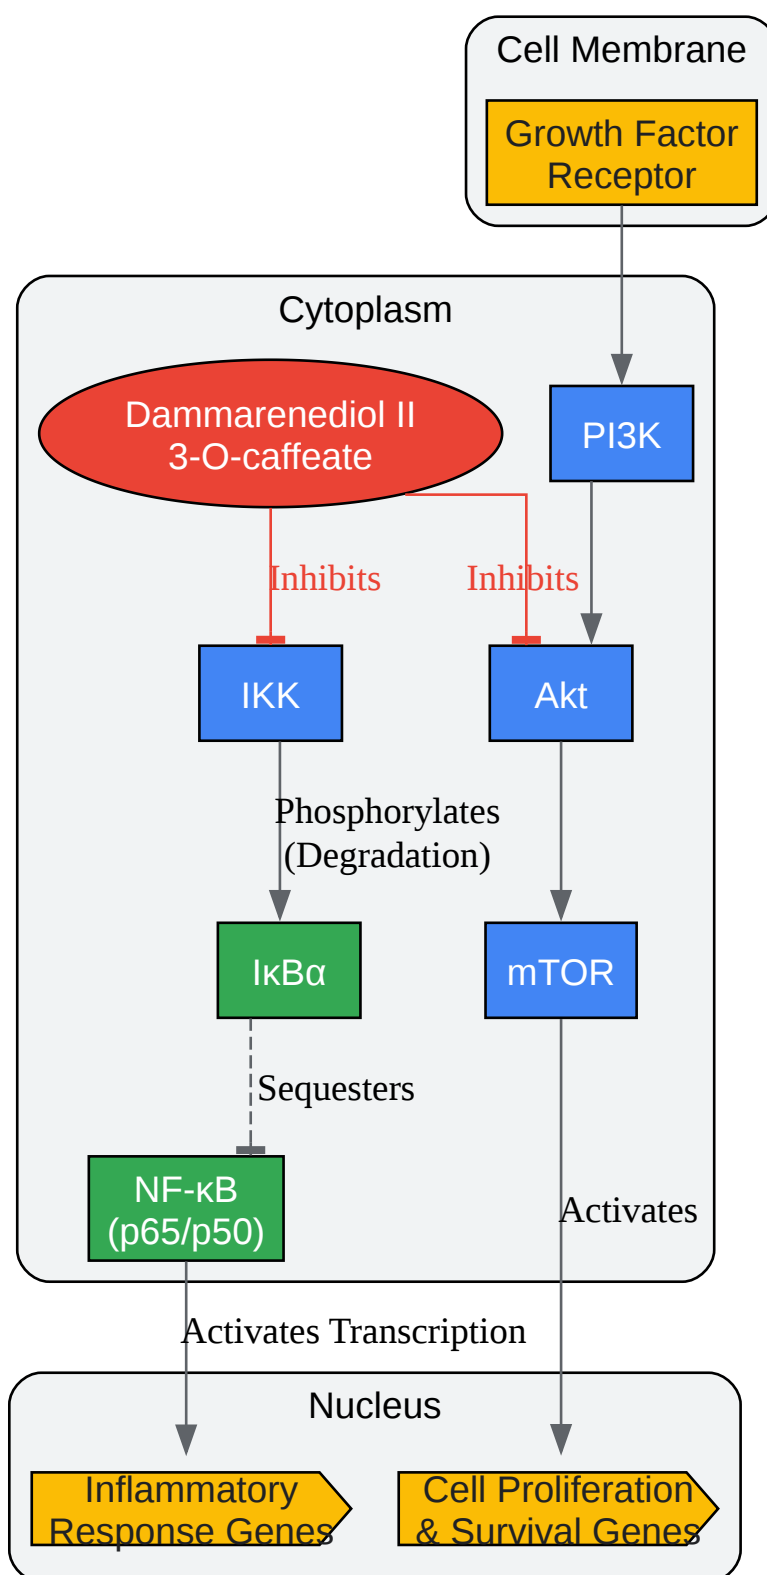 Cell Membrane
Growth Factor
Receptor
Cytoplasm
Dammarenediol II
3-O-caffeate
PI3K
Inhibits
Inhibits
IKK
Akt
Phosphorylates
(Degradation)
IκBα
mTOR
Sequesters
NF-κB
(p65/p50)
Activates
Activates Transcription
Nucleus
Inflammatory
Response Genes
Cell Proliferation
& Survival Genes